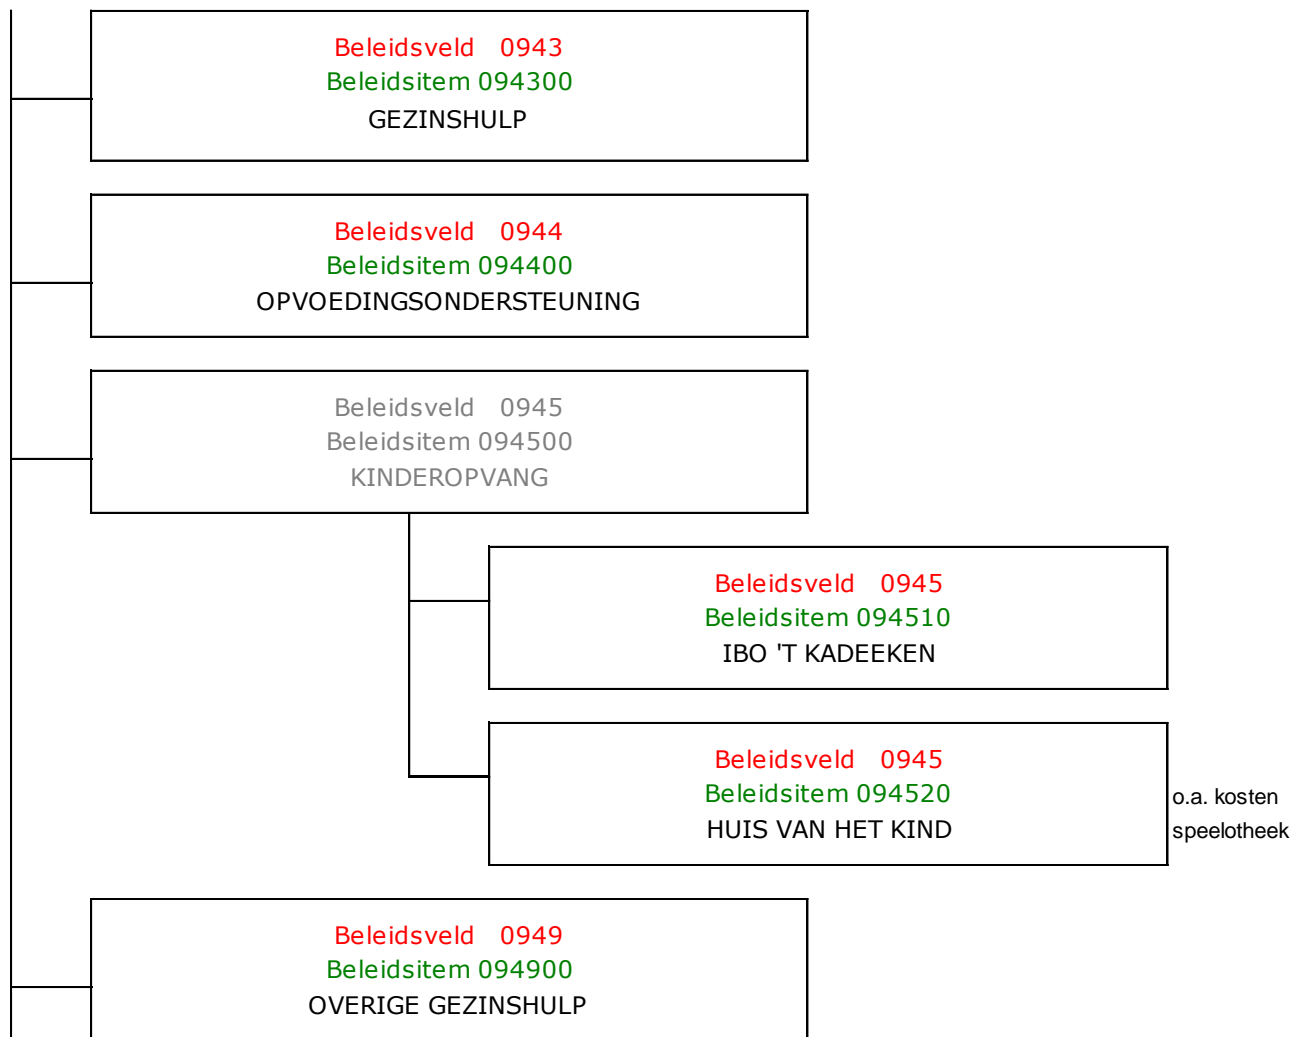 Beleidsveld 0943
Beleidsitem 094300
GEZINSHULP
Beleidsveld 0944
Beleidsitem 094400
OPVOEDINGSONDERSTEUNING
Beleidsveld 0945
Beleidsitem 094500
KINDEROPVANG
Beleidsveld 0945
Beleidsitem 094510
IBO 'T KADEEKEN
Beleidsveld 0945
Beleidsitem 094520
HUIS VAN HET KIND
o.a. kosten
speelotheek
Beleidsveld 0949
Beleidsitem 094900
OVERIGE GEZINSHULP